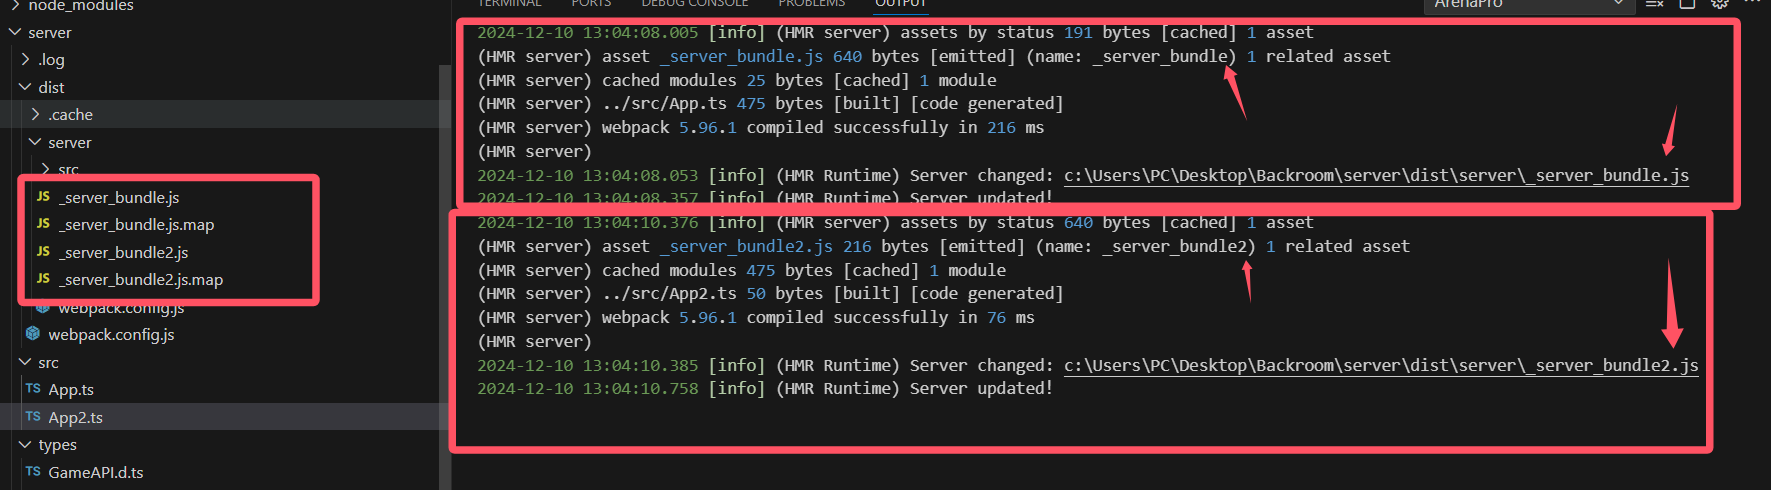 node_modules
server
.log
dist
.cache
server
src
_server_bundle.js
_server_bundle.js.map
_server_bundle2.js
_server_bundle2.js.map
webpack.config.js
webpack.config.js
src
App.ts
App2.ts
types
GameAPI.d.ts
TERMINAL PORTS DEBUG CONSOLE PROBLEMS OUTPUT
ArenaPro
2024-12-10 13:04:08.005 [info] (HMR server) assets by status 191 bytes [cached] 1 asset
(HMR server) asset _server_bundle.js 640 bytes [emitted] (name: _server_bundle) 1 related asset
(HMR server) cached modules 25 bytes [cached] 1 module
(HMR server) ../src/App.ts 475 bytes [built] [code generated]
(HMR server) webpack 5.96.1 compiled successfully in 216 ms
(HMR server)
2024-12-10 13:04:08.053 [info] (HMR Runtime) Server changed: c:\Users\PC\Desktop\Backroom\server\dist\server\_server_bundle.js
2024-12-10 13:04:08.357 [info] (HMR Runtime) Server updated!
2024-12-10 13:04:10.376 [info] (HMR server) assets by status 640 bytes [cached] 1 asset
(HMR server) asset _server_bundle2.js 216 bytes [emitted] (name: _server_bundle2) 1 related asset
(HMR server) cached modules 475 bytes [cached] 1 module
(HMR server) ../src/App2.ts 50 bytes [built] [code generated]
(HMR server) webpack 5.96.1 compiled successfully in 76 ms
(HMR server)
2024-12-10 13:04:10.385 [info] (HMR Runtime) Server changed: c:\Users\PC\Desktop\Backroom\server\dist\server\_server_bundle2.js
2024-12-10 13:04:10.758 [info] (HMR Runtime) Server updated!